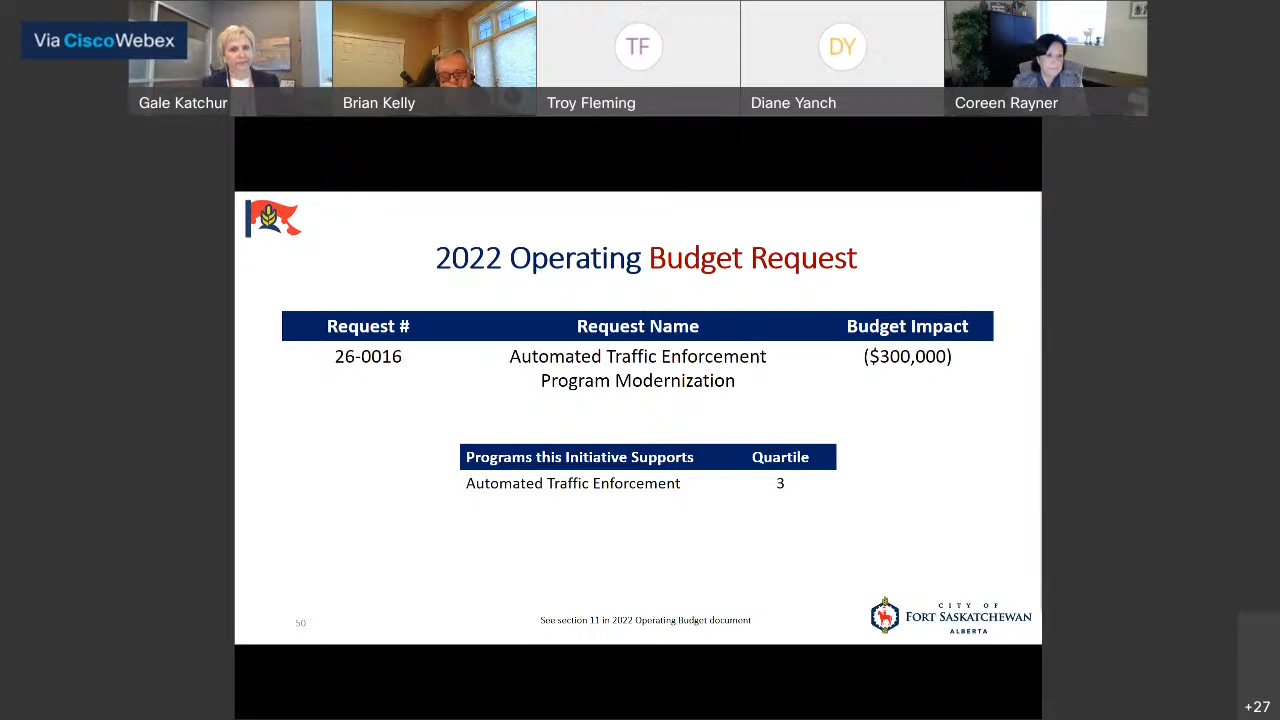 Via CiscoWebex
TF
DY
Gale Katchur
Brian Kelly
Troy Fleming
Diane Yanch
Coreen Rayner
2022 Operating Budget Request
Request #
Request Name
Budget Impact
26-0016
Automated Traffic Enforcement
Program Modernization
($300,000)
Programs this Initiative Supports
Quartile
Automated Traffic Enforcement
3
50
See section 11 in 2022 Operating Budget document
CITY OF
FORT SASKATCHEWAN
ALBERTA
+27